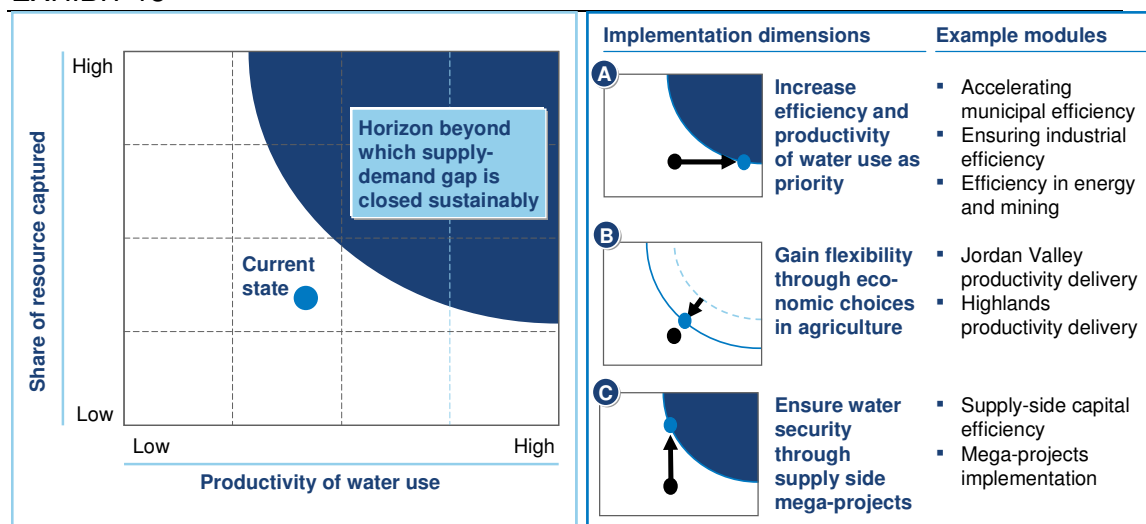 High
Horizon beyond
which supply-
demand gap is
closed sustainably
Current
state
Share of resource captured
Low
Low
High
Productivity of water use
Implementation dimensions
Example modules
A
Increase
efficiency and
productivity
of water use as
priority
▪ Accelerating
municipal efficiency
▪ Ensuring industrial
efficiency
▪ Efficiency in energy
and mining
B
Gain flexibility
through eco-
nomic choices
in agriculture
▪ Jordan Valley
productivity delivery
▪ Highlands
productivity delivery
C
Ensure water
security
through
supply side
mega-projects
▪ Supply-side capital
efficiency
▪ Mega-projects
implementation